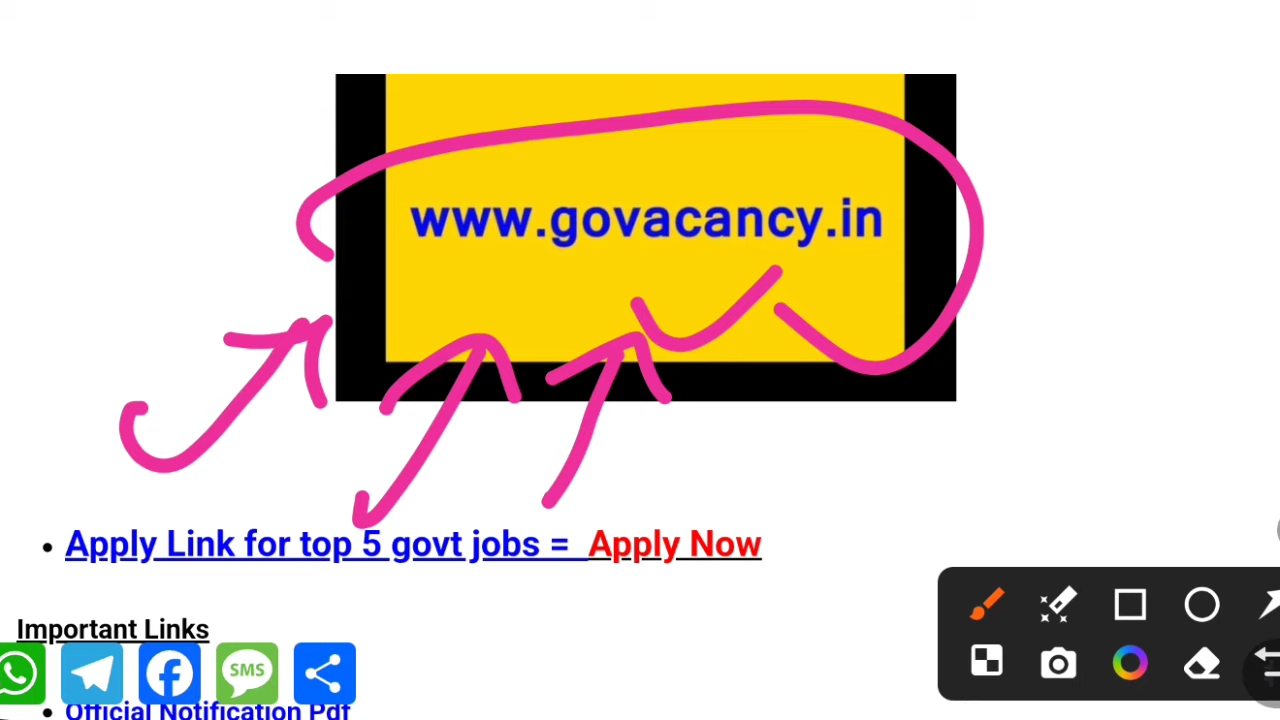 www.govacancy.in
Apply Link for top 5 govt jobs = Apply Now
Important Links
SMS
Official Notification Pdf